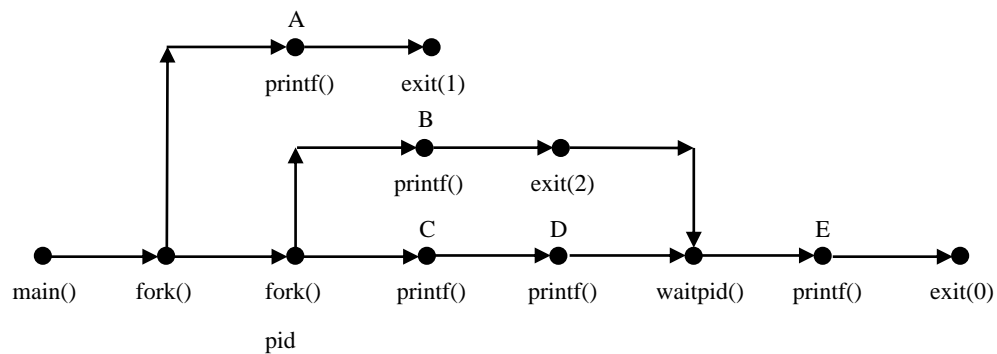 A
printf() exit(1)
B
printf() exit(2)
C D E
main() fork() fork() printf() printf() waitpid() printf() exit(0)
pid